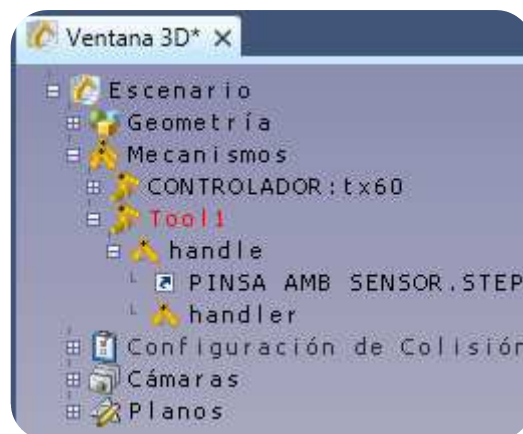 Ventana 3D*
Escenario
Geometría
Mecanismos
CONTROLADOR:tx60
Tool1
handle
PINSA AMB SENSOR.STEP
handler
Configuración de Colisión
Cámaras
Planos